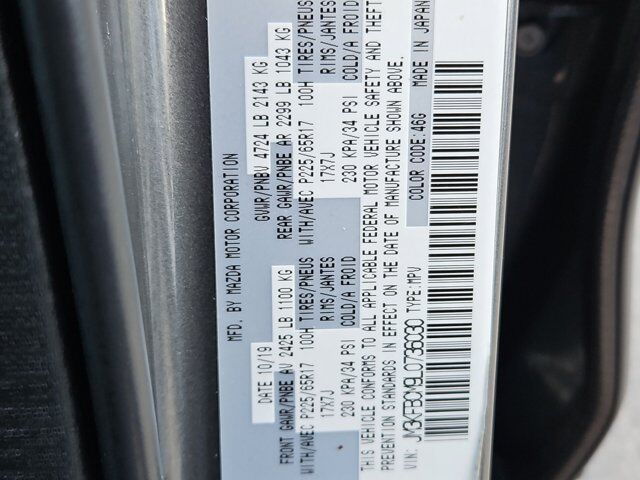 MFD. BY MAZDA MOTOR CORPORATION
DATE 10/19 GVWR/PNBV 4724 LB 2143 KG
FRONT GAWR/PNBE AV 2425 LB 1100 KG REAR GAWR/PNBE AR 2299 LB 1043 KG
WITH/AVEC P225/65R17 100H TIRES/PNEUS WITH/AVEC P225/65R17 100H TIRES/PNEUS
17X7J RIMS/JANTES 17X7J RIMS/JANTES
230 KPA/34 PSI COLD/A FROID 230 KPA/34 PSI COLD/A FROID
THIS VEHICLE CONFORMS TO ALL APPLICABLE FEDERAL MOTOR VEHICLE SAFETY AND THEFT
PREVENTION STANDARDS IN EFFECT ON THE DATE OF MANUFACTURE SHOWN ABOVE.
JM3KFBCM9L0736030 TYPE:MPV COLOR CODE:46G MADE IN JAPAN